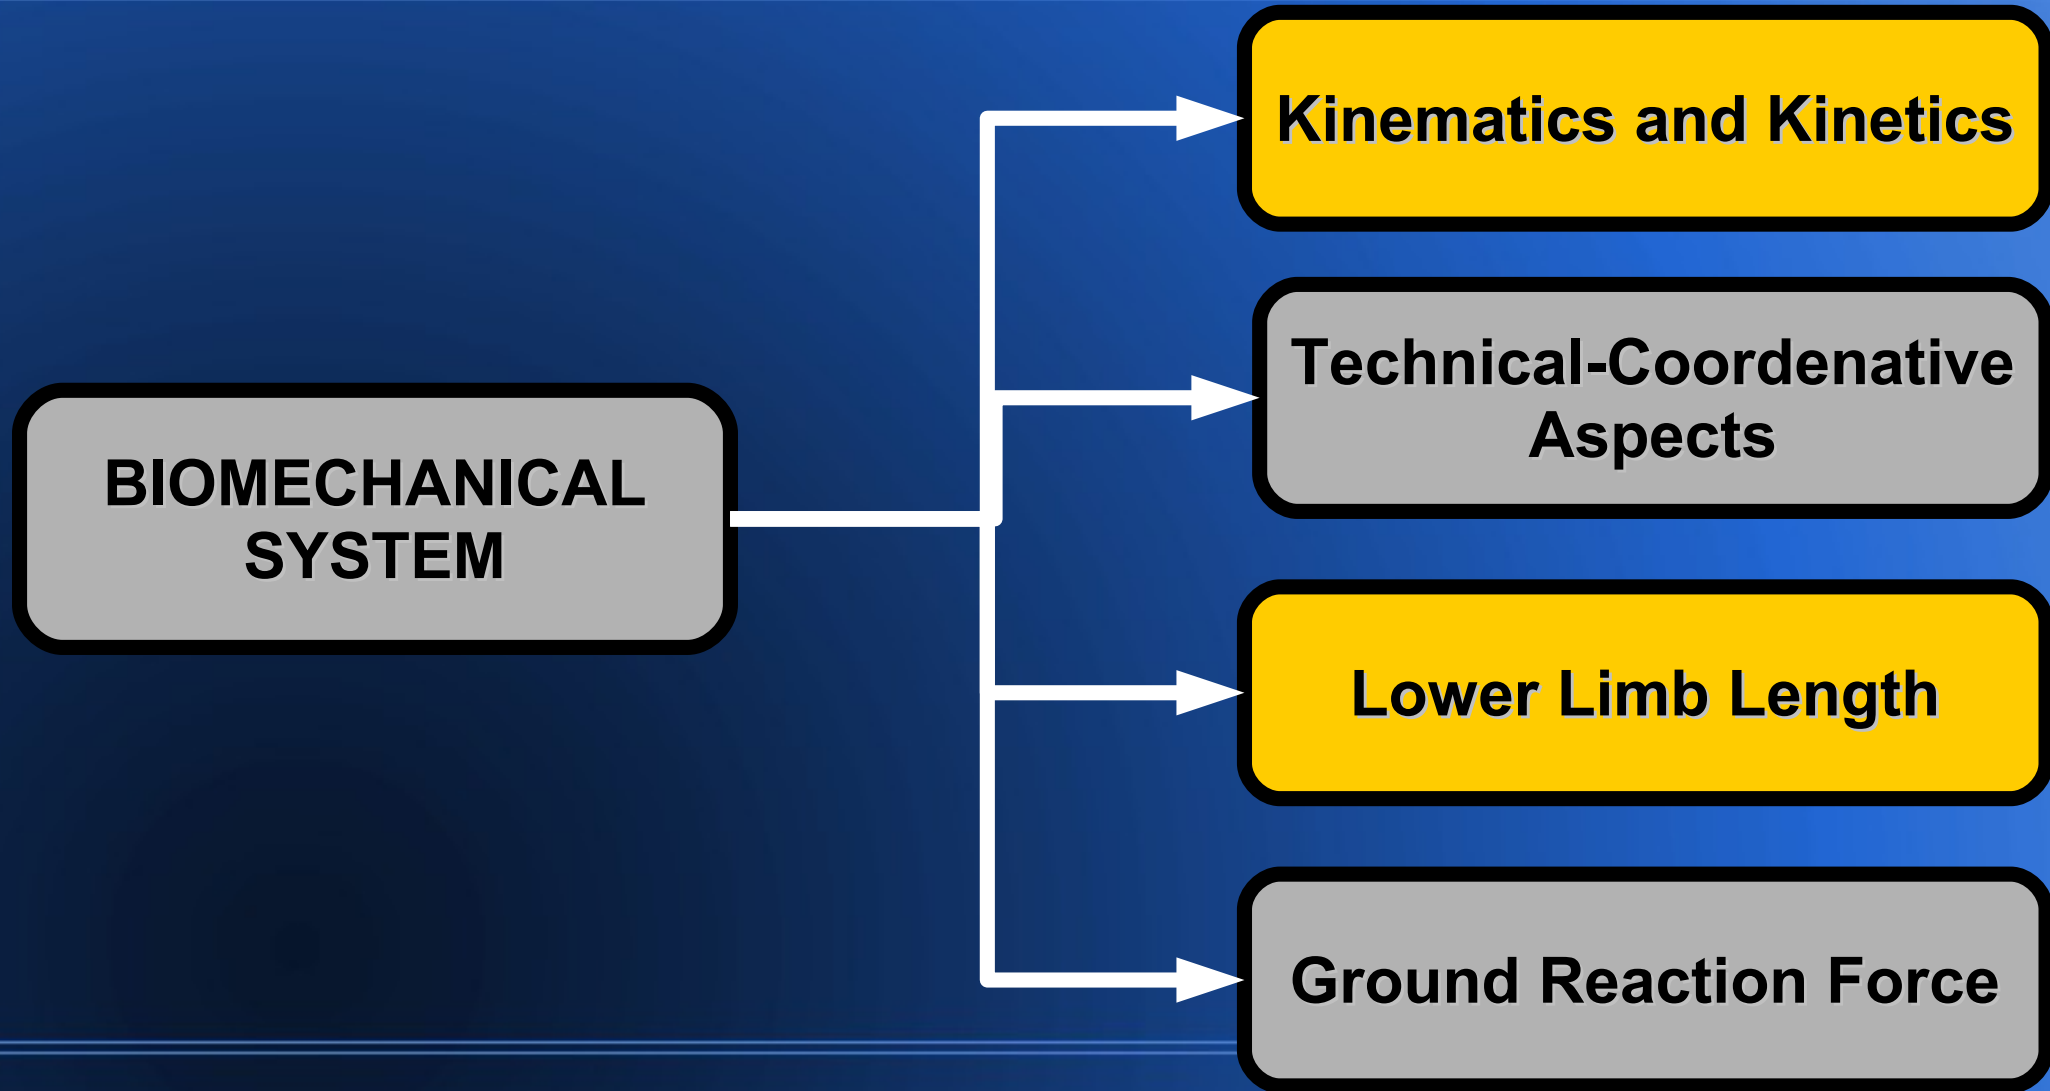 Kinematics and Kinetics
Technical-Coordenative
Aspects
BIOMECHANICAL
SYSTEM
Lower Limb Length
Ground Reaction Force